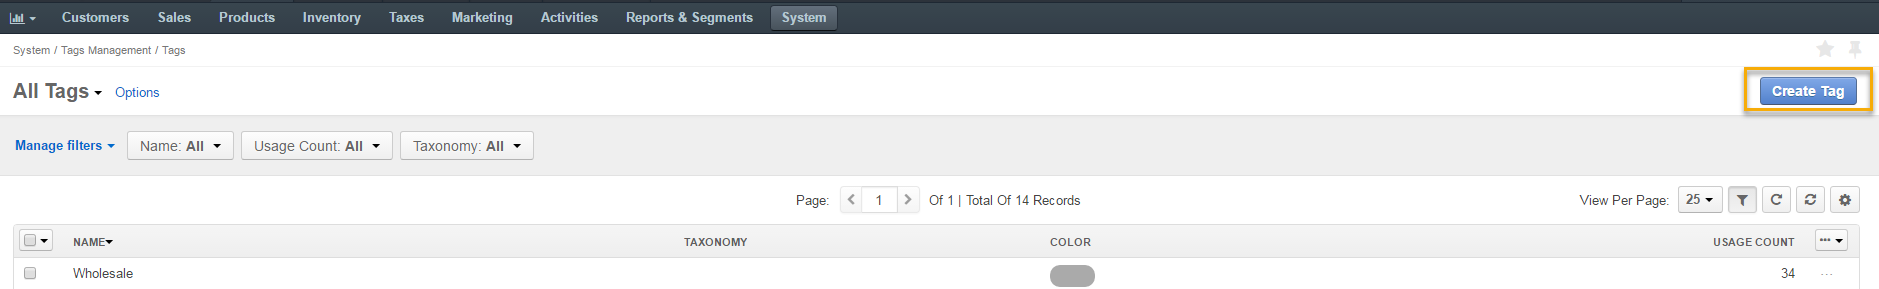 Customers Sales Products Inventory Taxes Marketing Activities Reports & Segments System
System / Tags Management / Tags
All Tags Options Create Tag
Manage filters Name: All Usage Count: All Taxonomy: All
Page: 1 Of 1 | Total Of 14 Records View Per Page: 25
NAME TAXONOMY COLOR USAGE COUNT
Wholesale 34